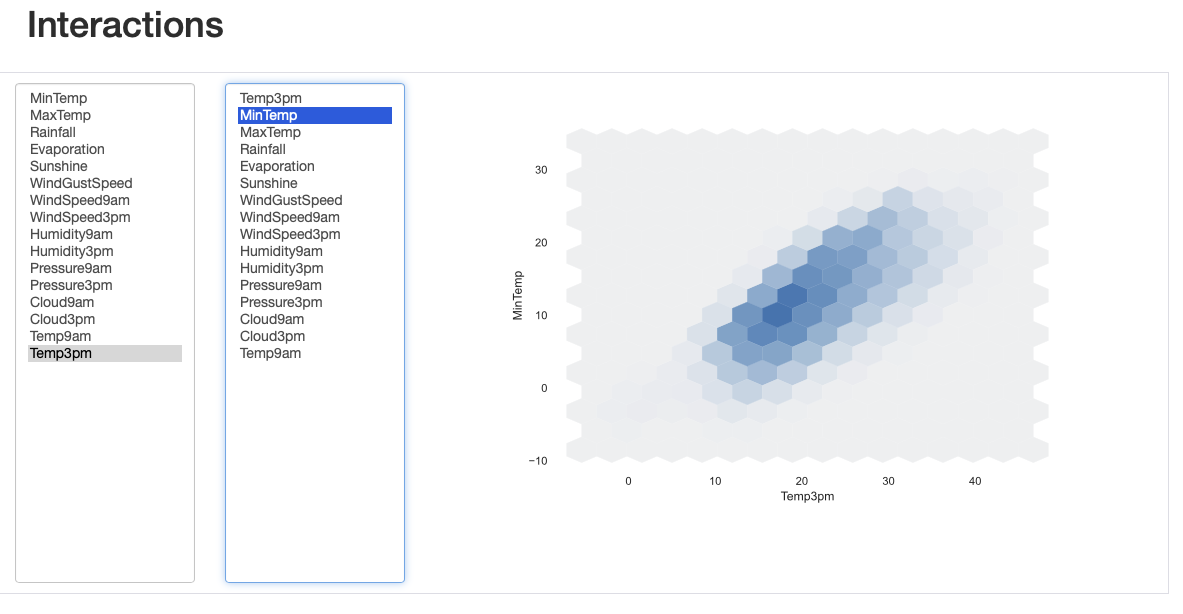 Interactions
MinTemp
MaxTemp
Rainfall
Evaporation
Sunshine
WindGustSpeed
WindSpeed9am
WindSpeed3pm
Humidity9am
Humidity3pm
Pressure9am
Pressure3pm
Cloud9am
Cloud3pm
Temp9am
Temp3pm
Temp3pm
MinTemp
MaxTemp
Rainfall
Evaporation
Sunshine
WindGustSpeed
WindSpeed9am
WindSpeed3pm
Humidity9am
Humidity3pm
Pressure9am
Pressure3pm
Cloud9am
Cloud3pm
Temp9am
MinTemp
30
20
10
0
−10
0 10 20 30 40
Temp3pm